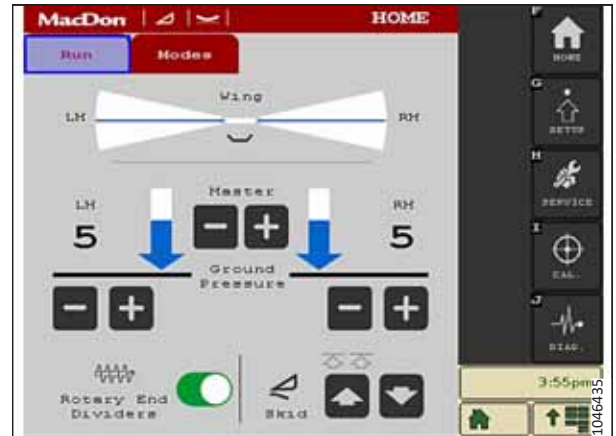 MacDon HOME
Run Modes
Wing
LH RH
Master
LH RH
5 5
Ground
Pressure
Rotary End
Dividers
Skid
F
HOME
G
SETUP
H
SERVICE
I
CAL.
J
DIAG.
3:55pm
1046435